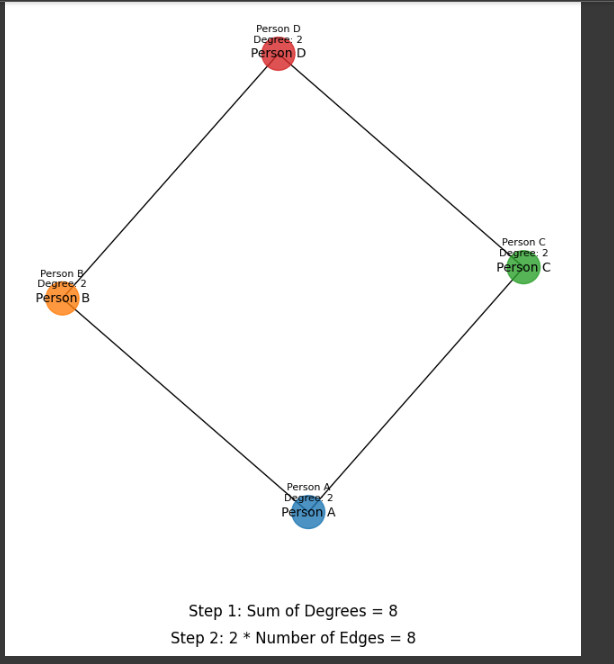 Person D
Degree: 2
Person D
Person C
Degree: 2
Person C
Person B
Degree: 2
Person B
Person A
Degree: 2
Person A
Step 1: Sum of Degrees = 8
Step 2: 2 * Number of Edges = 8